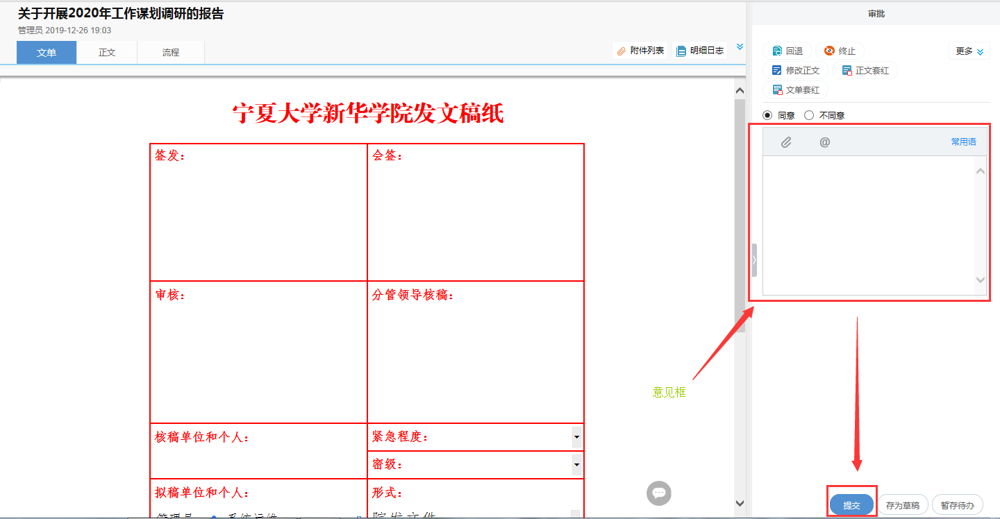 关于开展2020年工作谋划调研的报告
管理员 2019-12-26 19:03
文单 正文 流程 附件列表 明细日志
宁夏大学新华学院发文稿纸
签发： 会签：
审核： 分管领导核稿：
核稿单位和个人： 紧急程度：
密级：
拟稿单位和个人： 形式：
管理员 系统运维 院发文件
意见框
审批
回退 终止 更多
修改正文 正文套红
文单套红
同意 不同意
@ 常用语
提交 存为草稿 暂存待办